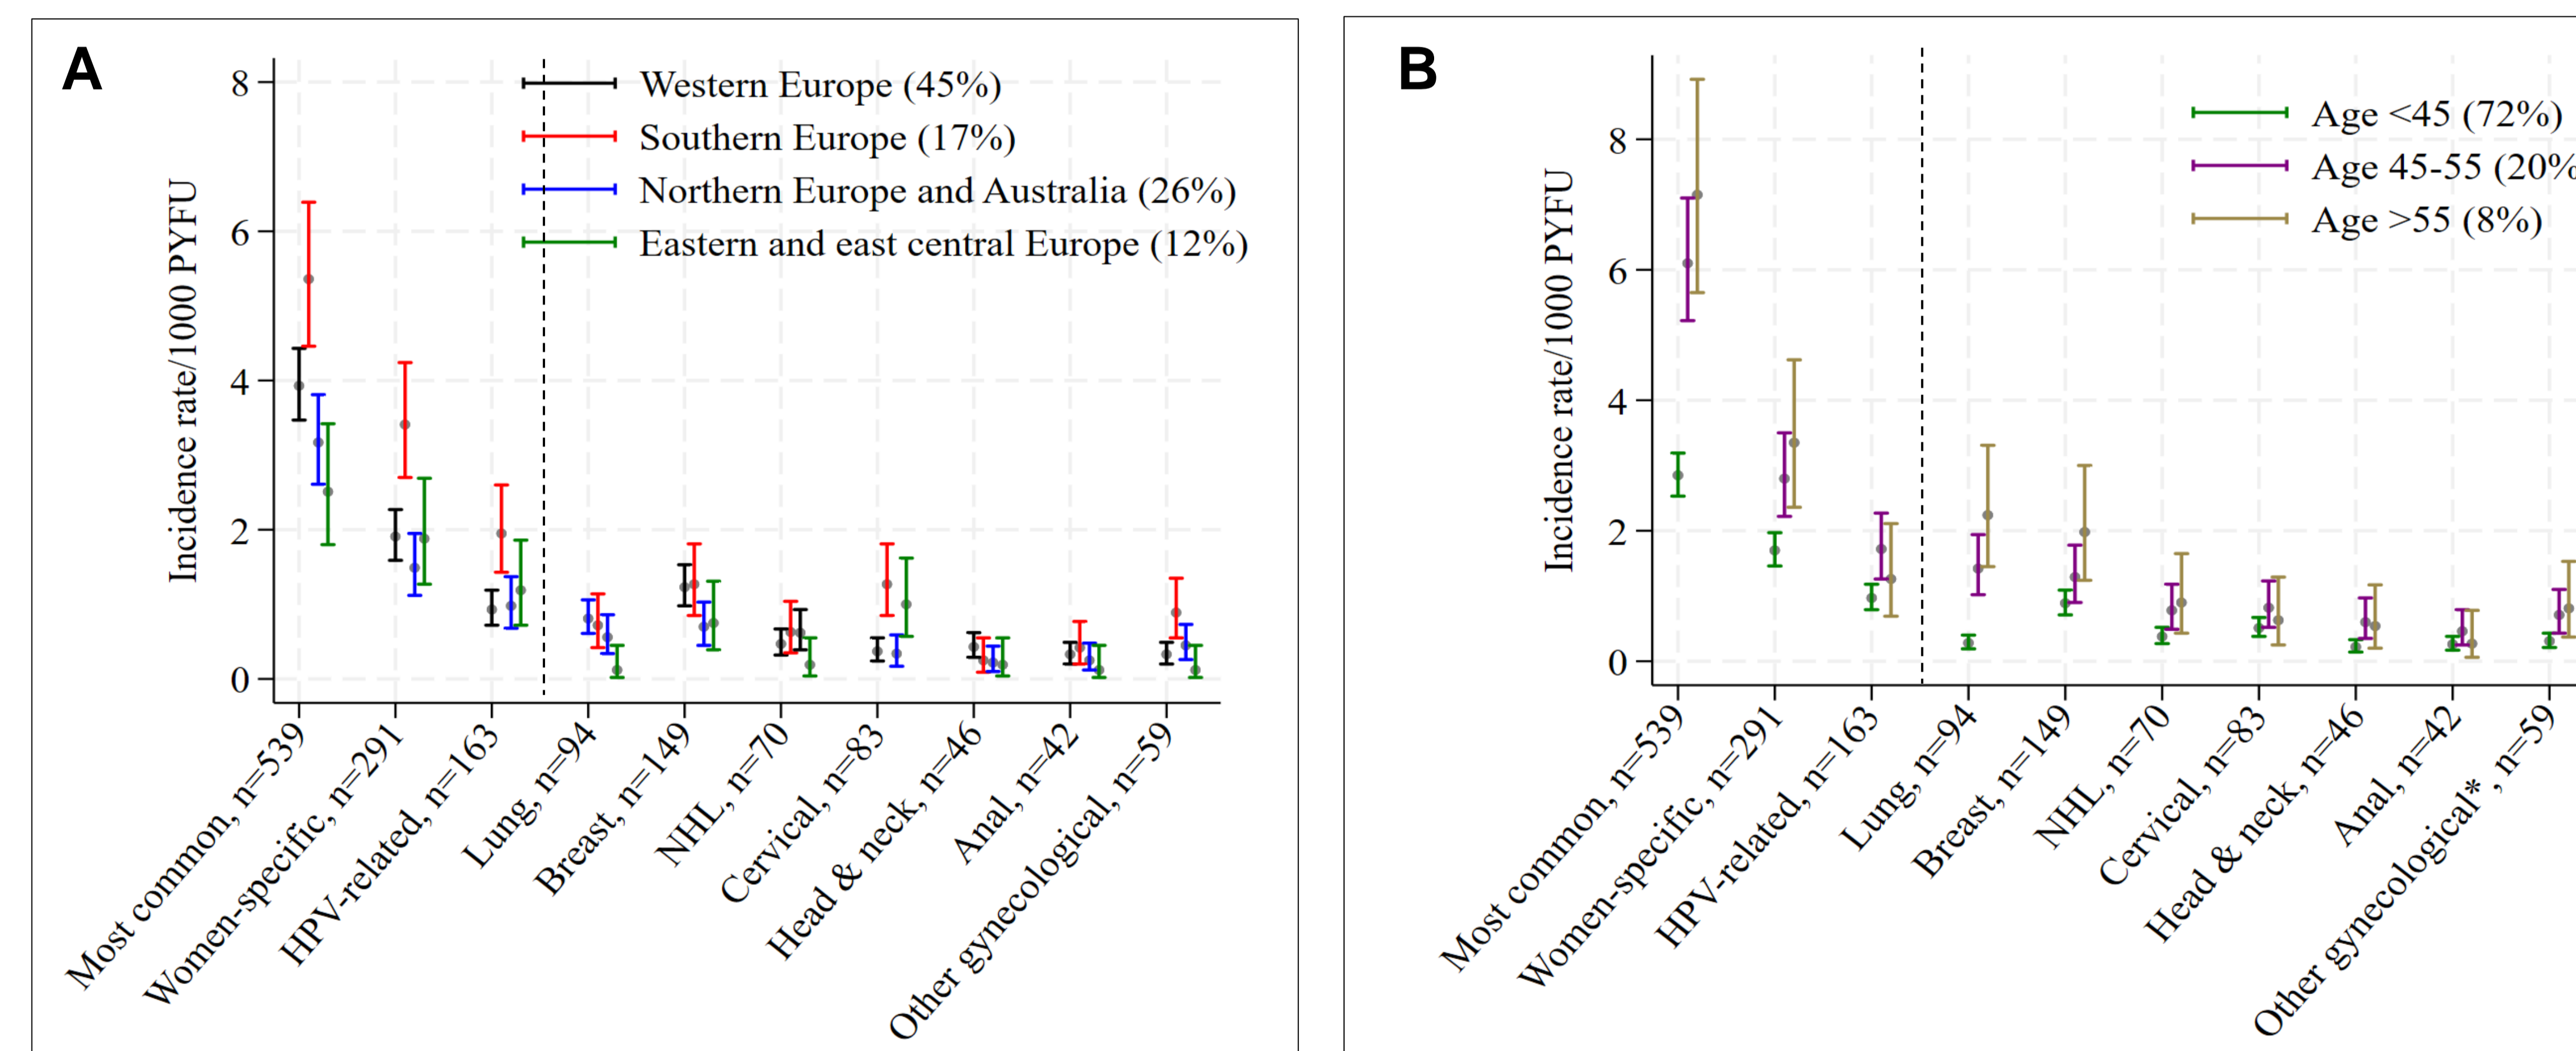 A
Incidence rate/1000 PYFU
8
6
4
2
0
Western Europe (45%)
Southern Europe (17%)
Northern Europe and Australia (26%)
Eastern and east central Europe (12%)
Most common, n=539
Women-specific, n=291
HPV-related, n=163
Lung, n=94
Breast, n=149
NHL, n=70
Cervical, n=83
Head & neck, n=46
Anal, n=42
Other gynecological, n=59
B
Incidence rate/1000 PYFU
8
6
4
2
0
Age <45 (72%)
Age 45-55 (20%
Age >55 (8%)
Most common, n=539
Women-specific, n=291
HPV-related, n=163
Lung, n=94
Breast, n=149
NHL, n=70
Cervical, n=83
Head & neck, n=46
Anal, n=42
Other gynecological*, n=59